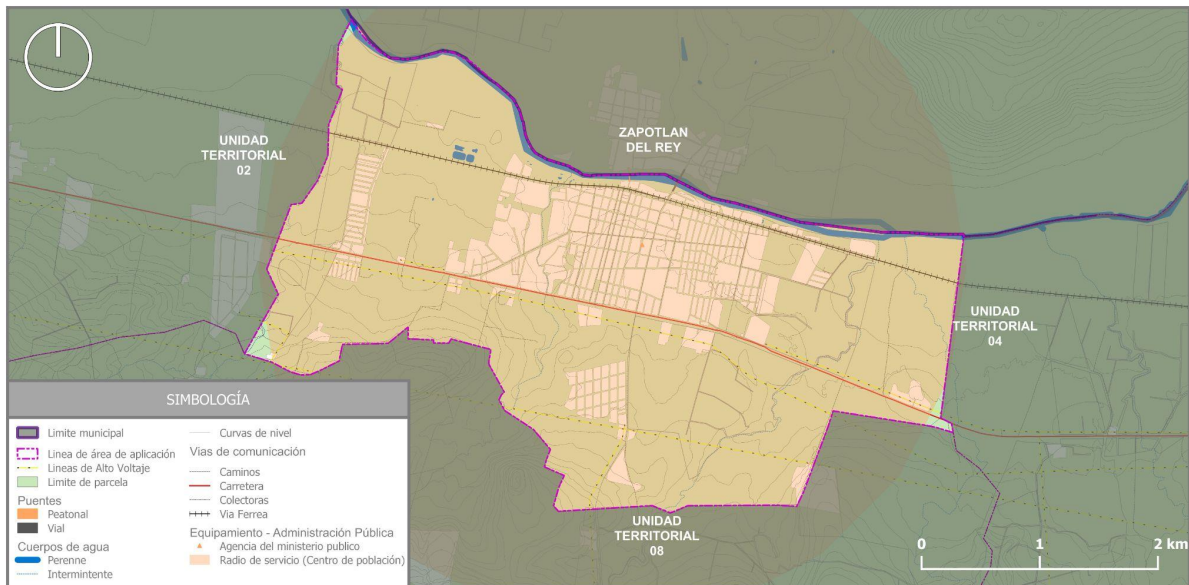 ZAPOTLAN
DEL REY
UNIDAD
TERRITORIAL
02
UNIDAD
TERRITORIAL
04
UNIDAD
TERRITORIAL
08
SIMBOLOGÍA
Limite municipal
Linea de área de aplicación
Lineas de Alto Voltaje
Limite de parcela
Puentes
Peatonal
Vial
Cuerpos de agua
Perenne
Intermintente
Curvas de nivel
Vias de comunicación
Caminos
Carretera
Colectoras
Via Ferrea
Equipamiento - Administración Pública
Agencia del ministerio publico
Radio de servicio (Centro de población)
0 1 2 km